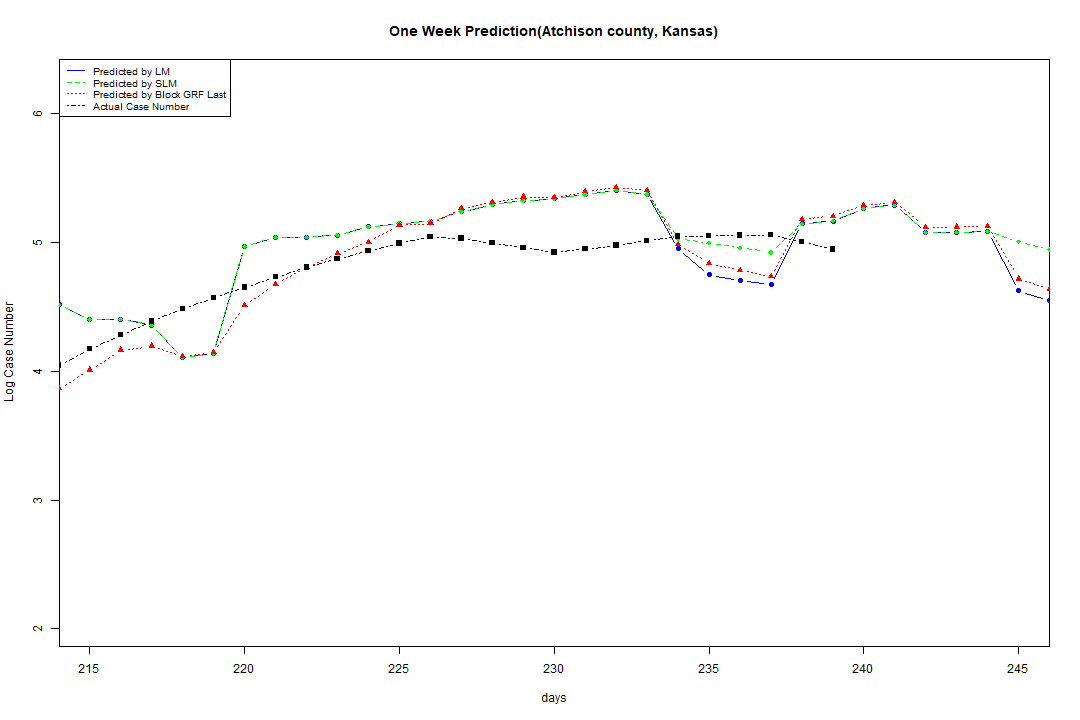 One Week Prediction(Atchison county, Kansas)
Predicted by LM
Predicted by SLM
Predicted by Block GRF Last
Actual Case Number
6
5
4
3
2
Log Case Number
215 220 225 230 235 240 245
days